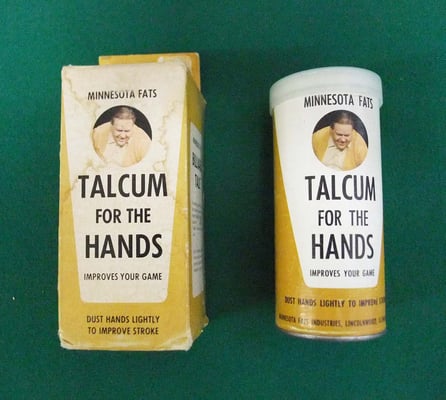 MINNESOTA FATS
TALCUM
FOR THE
HANDS
IMPROVES YOUR GAME
DUST HANDS LIGHTLY
TO IMPROVE STROKE
MINNESOTA FATS
TALCUM
FOR THE
HANDS
IMPROVES YOUR GAME
DUST HANDS LIGHTLY TO IMPROVE STRO
MINNESOTA FATS INDUSTRIES, LINCOLNWOOD,